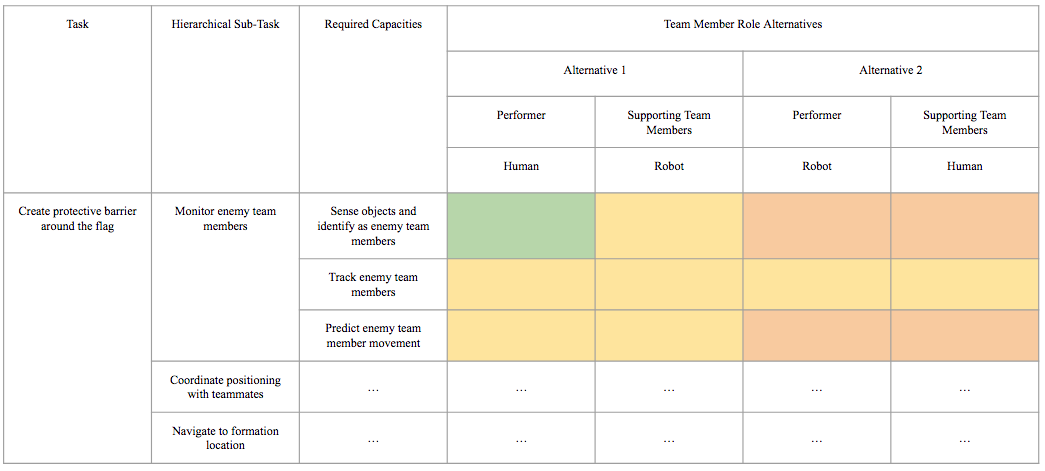 Task
Hierarchical Sub-Task
Required Capacities
Team Member Role Alternatives
Alternative 1
Alternative 2
Performer
Supporting Team
Members
Performer
Supporting Team
Members
Human
Robot
Robot
Human
Create protective barrier
around the flag
Monitor enemy team
members
Sense objects and
identify as enemy team
members
Track enemy team
members
Predict enemy team
member movement
Coordinate positioning
with teammates
…
…
…
…
…
Navigate to formation
location
…
…
…
…
…